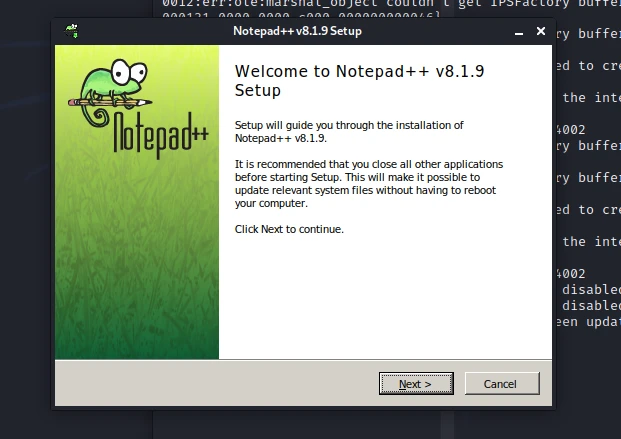 0012:err:ole:marshal_object couldn't get IPSFactory buffer
000121-0000-0000-c000-000000000046}
Notepad++ v8.1.9 Setup
ry buffer
Notepad++
Welcome to Notepad++ v8.1.9
Setup
ed to cre
the inte
Setup will guide you through the installation of
Notepad++ v8.1.9.
4002
ry buffer
It is recommended that you close all other applications
before starting Setup. This will make it possible to
update relevant system files without having to reboot
your computer.
ry buffer
ed to cre
Click Next to continue.
the inte
4002
disabled
disabled
een updat
Next >
Cancel